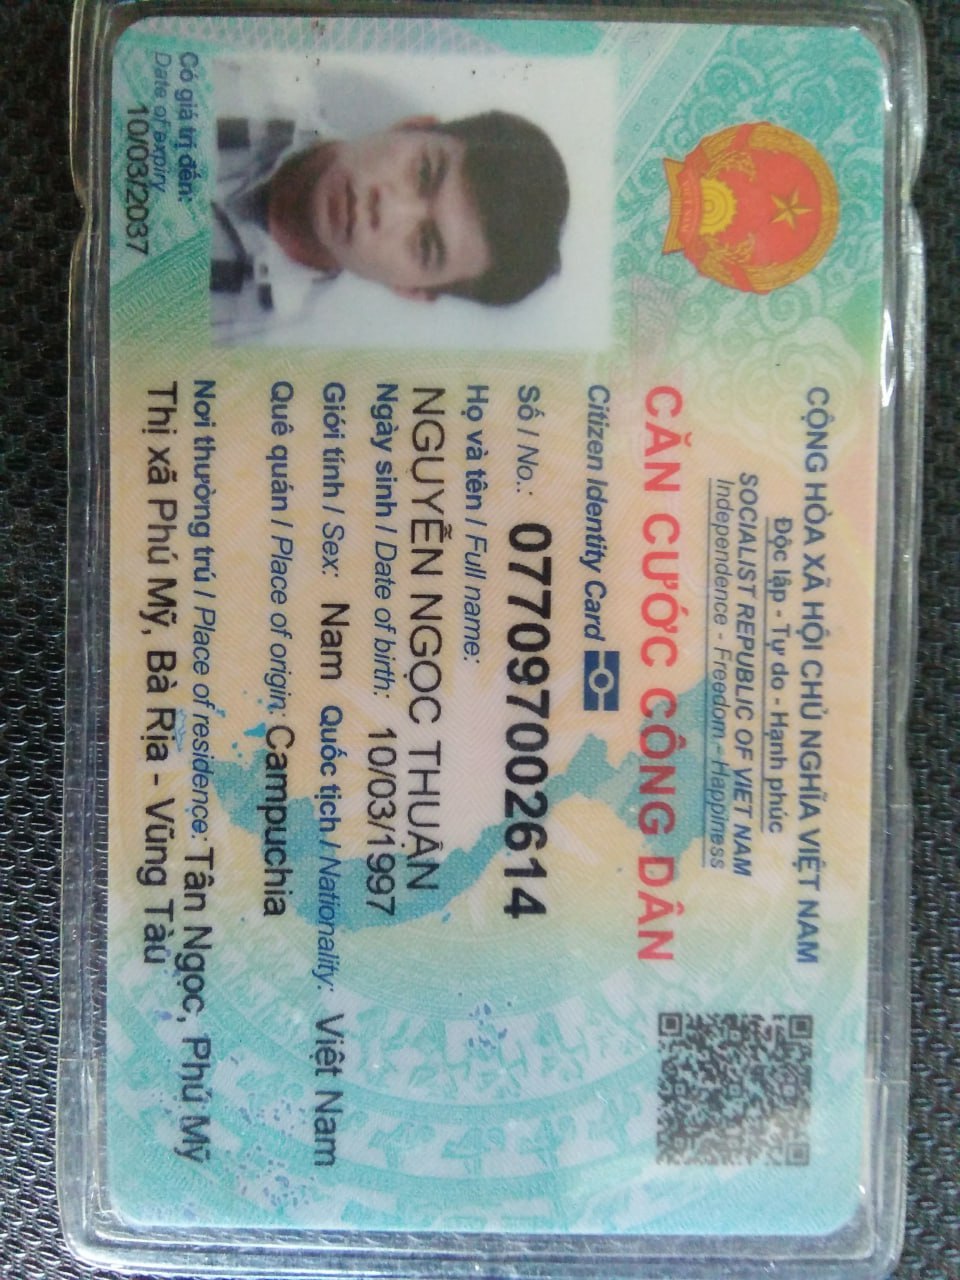 CỘNG HÒA XÃ HỘI CHỦ NGHĨA VIỆT NAM
Độc lập - Tự do - Hạnh phúc
SOCIALIST REPUBLIC OF VIET NAM
Independence - Freedom - Happiness
CĂN CƯỚC CÔNG DÂN
Citizen Identity Card
Số / No.: 077097002614
Họ và tên / Full name:
NGUYỄN NGỌC THUẬN
Ngày sinh / Date of birth: 10/03/1997
Giới tính / Sex: Nam Quốc tịch / Nationality: Việt Nam
Quê quán / Place of origin: Campuchia
Nơi thường trú / Place of residence: Tân Ngọc, Phú Mỹ
Thị xã Phú Mỹ, Bà Rịa - Vũng Tàu
Có giá trị đến:
Date of expiry
10/03/2037